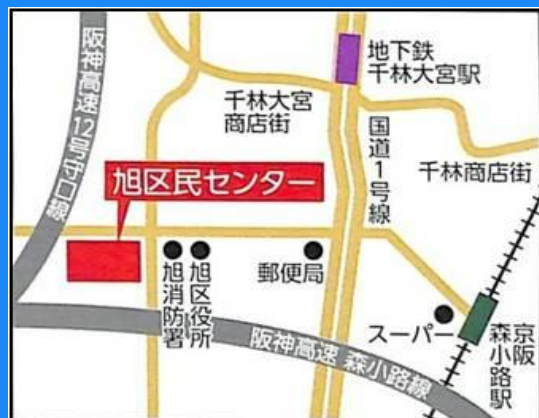 地下鉄
千林大宮駅
阪神高速12号守口線
千林大宮
商店街
国道1号線
千林商店街
旭区民センター
旭消防署
旭区役所
郵便局
スーパー
京阪
森小路駅
阪神高速 森小路線